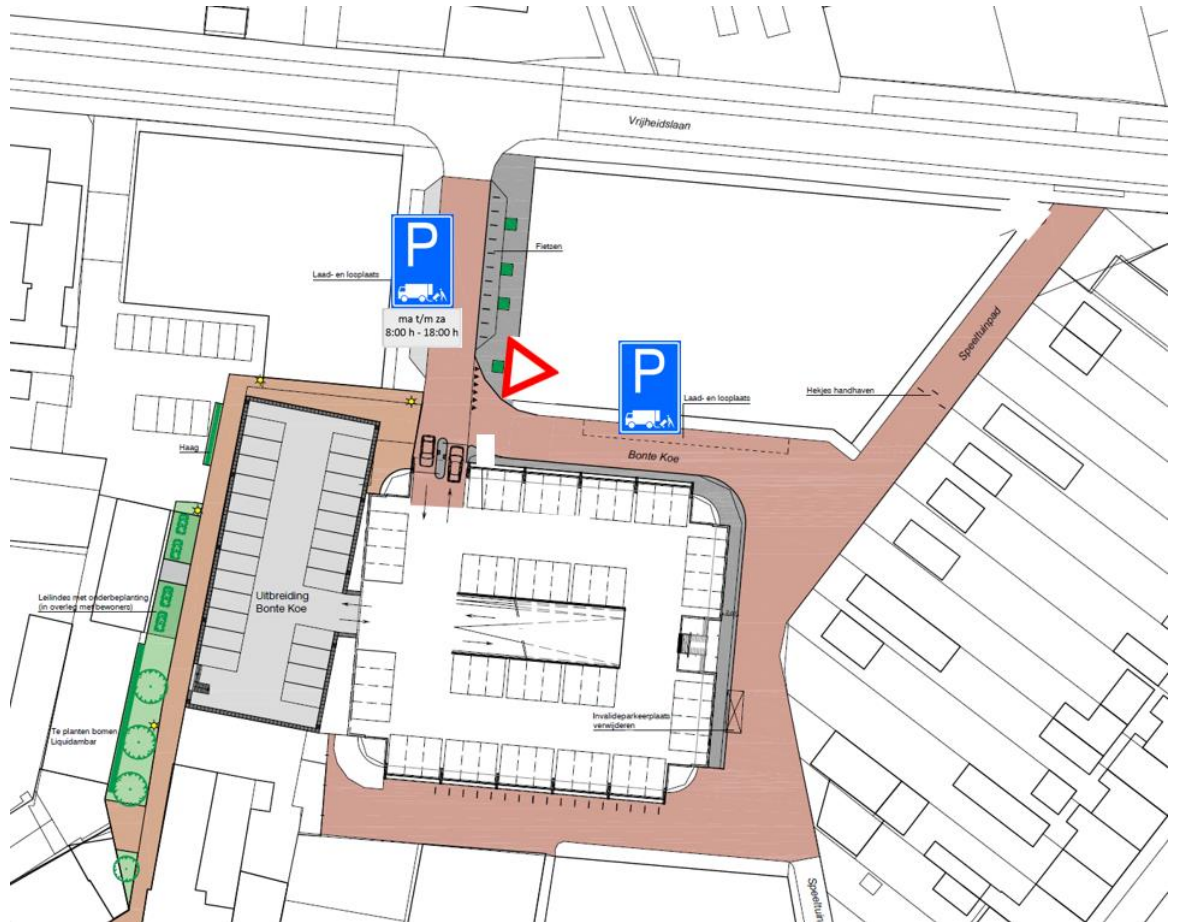 Vrijheidslaan
P
Fietsen
Laad- en losplaats
ma t/m za
8:00 h - 18:00 h
Speeltuinpad
P
Hekjes handhaven
Laad- en losplaats
Haag
Bonte Koe
Leilindes met onderbeplanting
(in overleg met bewoners)
Uitbreiding
Bonte Koe
Invalideparkeerplaats
verwijderen
Te planten bomen
Liquidambar
Speeltuin